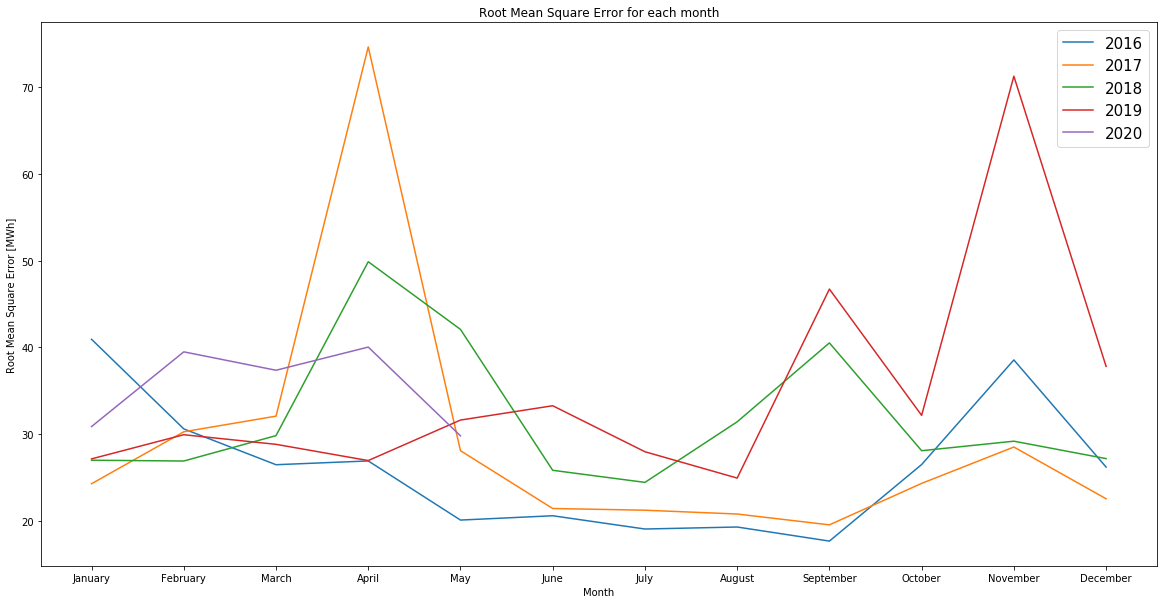 Root Mean Square Error for each month
2016
2017
2018
2019
2020
Root Mean Square Error [MWh]
70
60
50
40
30
20
January February March April May June July August September October November December
Month